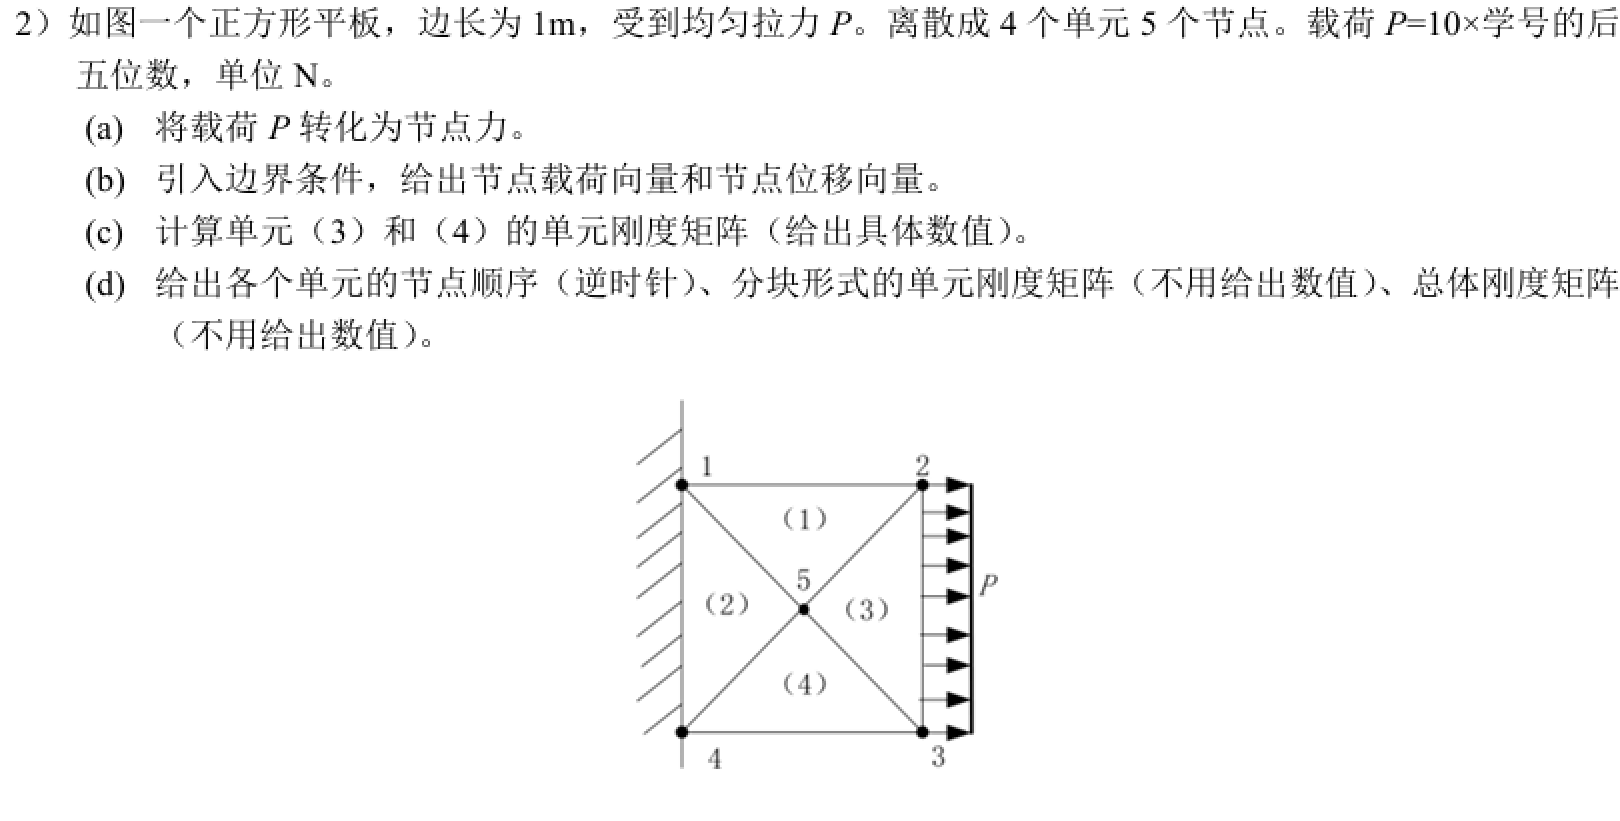 2）如图一个正方形平板，边长为 1m，受到均匀拉力 P。离散成 4 个单元 5 个节点。载荷 P=10×学号的后
五位数，单位 N。
(a) 将载荷 P 转化为节点力。
(b) 引入边界条件，给出节点载荷向量和节点位移向量。
(c) 计算单元（3）和（4）的单元刚度矩阵（给出具体数值）。
(d) 给出各个单元的节点顺序（逆时针）、分块形式的单元刚度矩阵（不用给出数值）、总体刚度矩阵
（不用给出数值）。
1
2
（1）
5
P
（2）
（3）
（4）
4
3